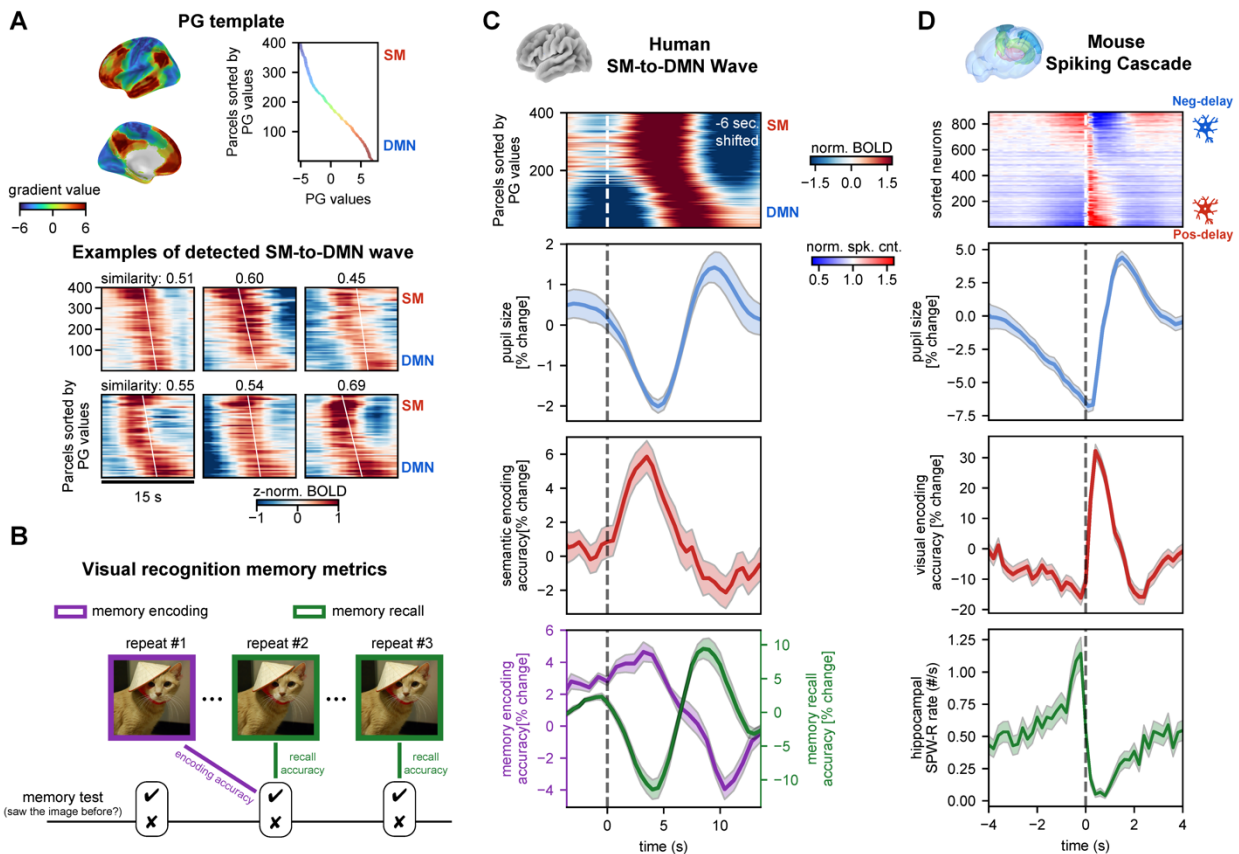 A
PG template
Parcels sorted by
PG values
400
300
200
100
SM
DMN
−5 0 5
PG values
gradient value
−6 0 6
Examples of detected SM-to-DMN wave
similarity: 0.51 0.60 0.45
400
300
200
100
SM
DMN
similarity: 0.55 0.54 0.69
Parcels sorted by
PG values
SM
DMN
15 s
z-norm. BOLD
−1 0 1
B
Visual recognition memory metrics
memory encoding memory recall
repeat #1 repeat #2 repeat #3
... ...
encoding accuracy
recall
accuracy
recall
accuracy
memory test
(saw the image before?)
✔ ✔ ✔
✘ ✘ ✘
C
Human
SM-to-DMN Wave
Parcels sorted by
PG values
400
200
-6 sec.
shifted
SM
DMN
norm. BOLD
−1.5 0.0 1.5
norm. spk. cnt.
0.5 1.0 1.5
pupil size
[% change]
2
1
0
−1
−2
semantic encoding
accuracy[% change]
6
4
2
0
−2
memory encoding
accuracy[% change]
6
4
2
0
−2
−4
10
5
0
−5
−10
memory recall
accuracy [% change]
0 5 10
time (s)
D
Mouse
Spiking Cascade
Neg-delay
Pos-delay
sorted neurons
800
600
400
200
pupil size
[% change]
5.0
2.5
0.0
−2.5
−5.0
−7.5
visual encoding
accuracy [% change]
30
20
10
0
−10
−20
hippocampal
SPW-R rate (#/s)
1.25
1.00
0.75
0.50
0.25
0.00
−4 −2 0 2 4
time (s)